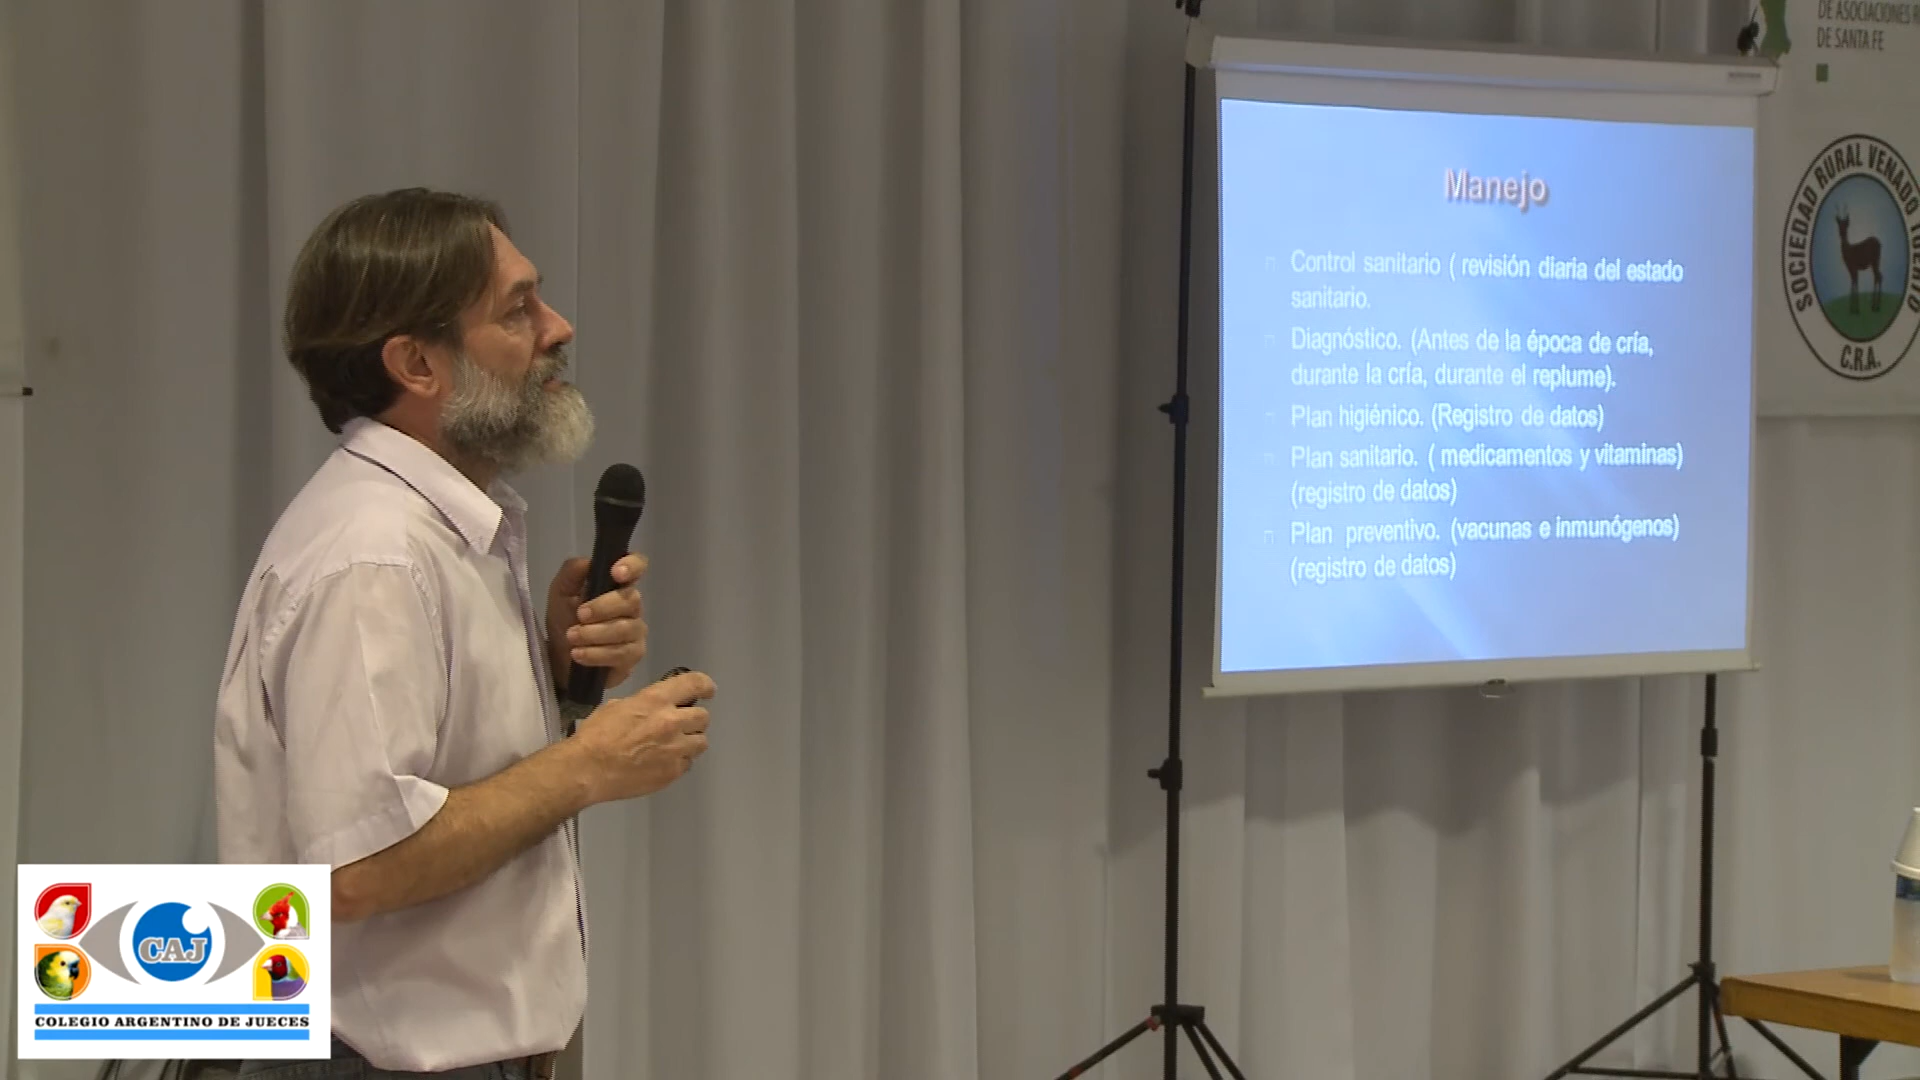 DE ASOCIACIONES R
DE SANTA FE
SOCIEDAD RURAL VENADO TUERTO
C.R.A.
Manejo
Control sanitario ( revisión diaria del estado
sanitario.
Diagnóstico. (Antes de la época de cría,
durante la cría, durante el replume).
Plan higiénico. (Registro de datos)
Plan sanitario. ( medicamentos y vitaminas)
(registro de datos)
Plan preventivo. (vacunas e inmunógenos)
(registro de datos)
CAJ
COLEGIO ARGENTINO DE JUECES